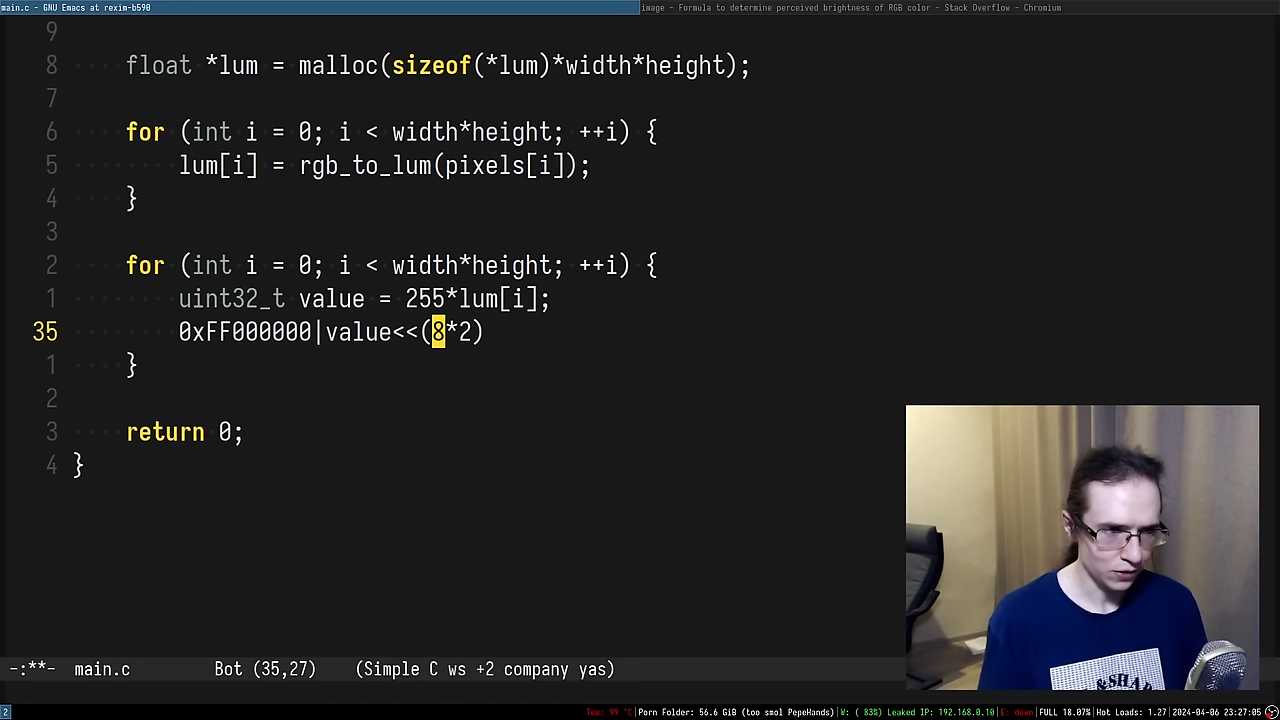 main.c - GNU Emacs at rexim-b590
image - Formula to determine perceived brightness of RGB color - Stack Overflow - Chromium
9
8 float *lum = malloc(sizeof(*lum)*width*height);
7
6 for (int i = 0; i < width*height; ++i) {
5 lum[i] = rgb_to_lum(pixels[i]);
4 }
3
2 for (int i = 0; i < width*height; ++i) {
1 uint32_t value = 255*lum[i];
35 0xFF000000|value<<(8*2)
1 }
2
3 return 0;
4 }
-:**- main.c Bot (35,27) (Simple C ws +2 company yas)
2
Tea: 99 °C|Porn Folder: 56.6 GiB (too smol PepeHands)|W: ( 83%) Leaked IP: 192.168.0.10|E: down|FULL 18.07%|Hot Loads: 1.27|2024-04-06 23:27:05